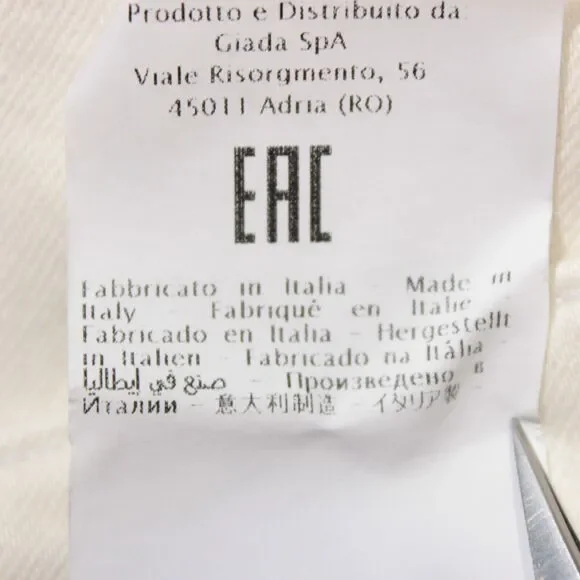 Prodotto e Distribuito da
Giada SpA
Viale Risorgmento, 56
45011 Adria (RO)
EAC
Fabbricato in Italia - Made in
Italy - Fabriqué en Italie -
Fabricado en Italia - Hergestellt
in Italien - Fabricado na Itália -
صنع في إيطاليا - Произведено в
Италии - 意大利制造 - イタリア製